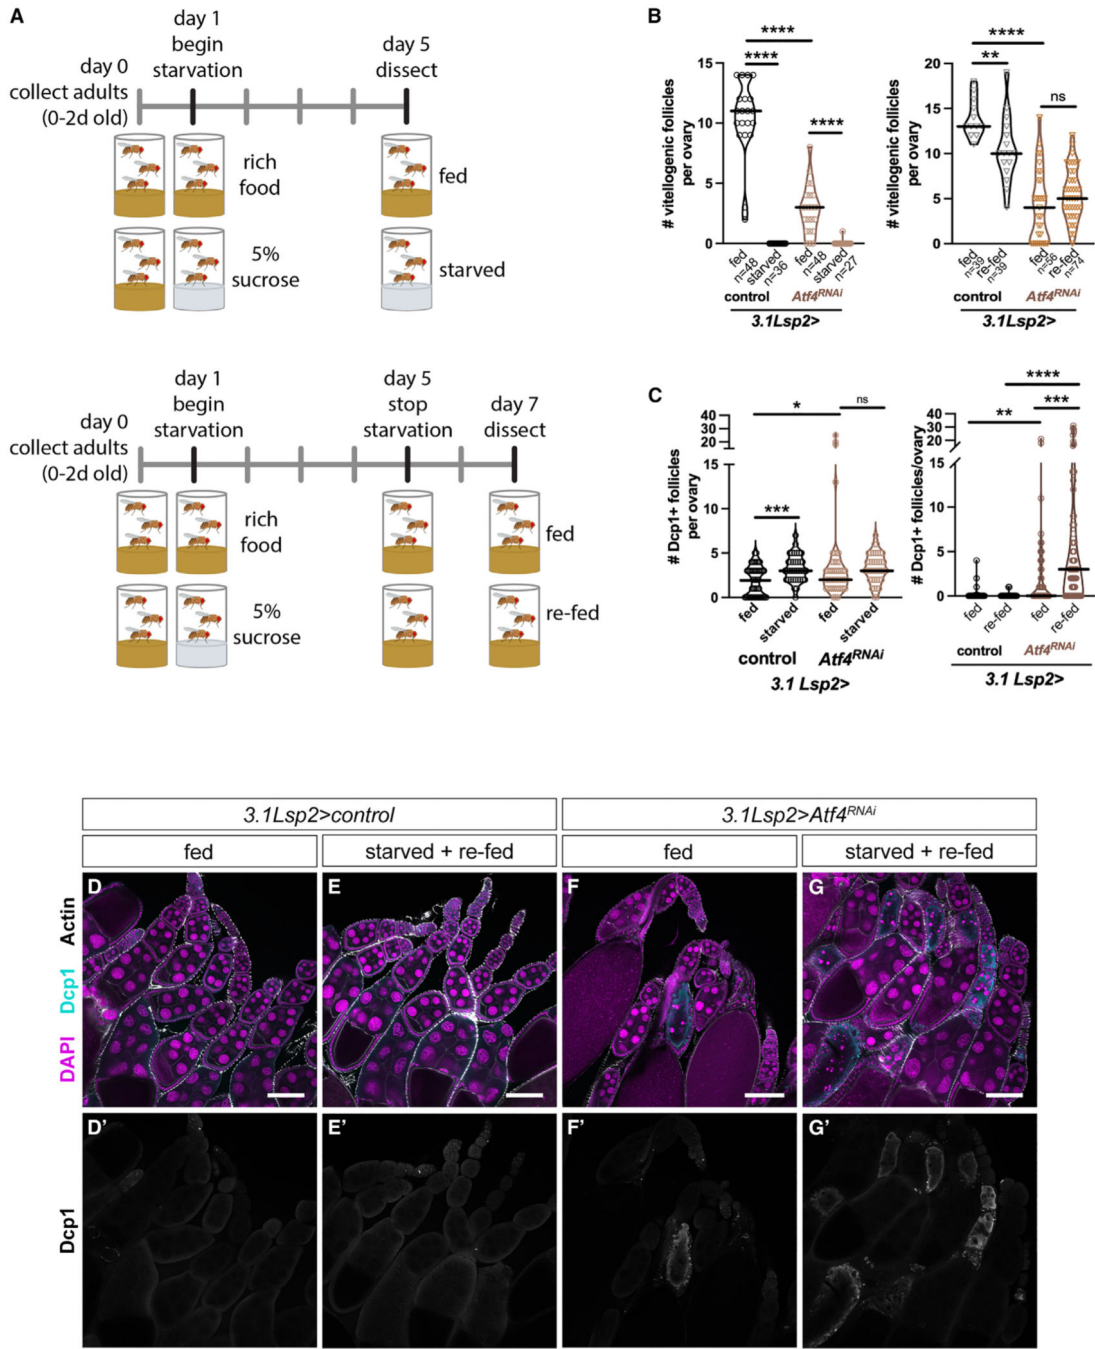 A
day 1
begin
starvation
day 0
collect adults
(0-2d old)
day 5
dissect
rich
food
fed
5%
sucrose
starved
day 1
begin
starvation
day 5
stop
starvation
day 7
dissect
day 0
collect adults
(0-2d old)
rich
food
fed
5%
sucrose
re-fed
B
# vitellogenic follicles
per ovary
15
10
5
0
****
****
****
fed
n=48
starved
n=36
fed
n=48
starved
n=27
control
Atf4RNAi
3.1Lsp2>
# vitellogenic follicles
per ovary
20
15
10
5
0
****
**
ns
fed
n=39
re-fed
n=39
fed
n=56
re-fed
n=74
control
Atf4RNAi
3.1Lsp2>
C
# Dcp1+ follicles
per ovary
40
30
20
15
10
5
0
*
ns
***
fed
starved
fed
starved
control
Atf4RNAi
3.1 Lsp2>
# Dcp1+ follicles/ovary
40
30
20
15
10
5
0
****
**
***
fed
re-fed
fed
re-fed
control
Atf4RNAi
3.1 Lsp2>
3.1Lsp2>control
3.1Lsp2>Atf4RNAi
fed
starved + re-fed
fed
starved + re-fed
DAPI Dcp1 Actin
D
E
F
G
Dcp1
D'
E'
F'
G'